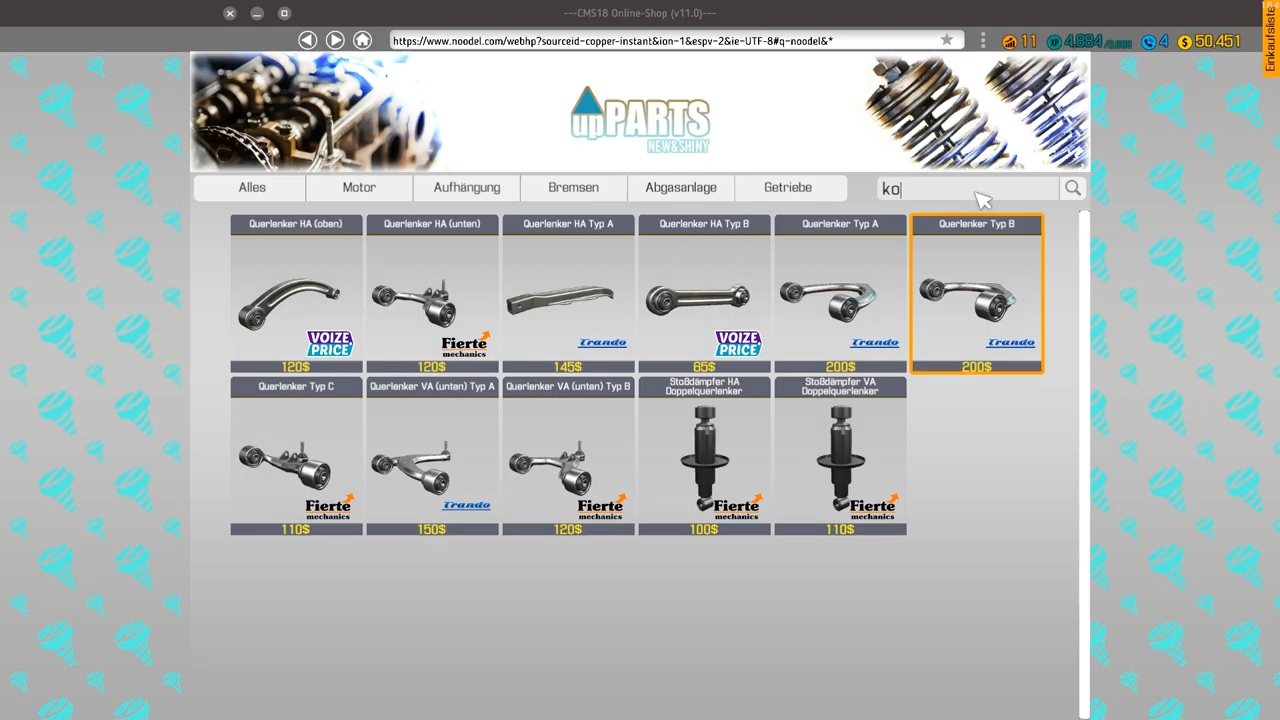 ---CMS18 Online-Shop (v11.0)---
https://www.noodel.com/webhp?sourceid-copper-instant&ion-1&espv-2&ie-UTF-8#q-noodel&*
11
4
50,451
Einkaufsliste
upPARTS
NEW&SHINY
Alles Motor Aufhängung Bremsen Abgasanlage Getriebe
ko
Querlenker HA (oben) Querlenker HA (unten) Querlenker HA Typ A Querlenker HA Typ B Querlenker Typ A Querlenker Typ B
VOIZE PRICE Fierte mechanics Trando VOIZE PRICE Trando Trando
120$ 120$ 145$ 65$ 200$ 200$
Querlenker Typ C Querlenker VA (unten) Typ A Querlenker VA (unten) Typ B Stoßdämpfer HA Doppelquerlenker Stoßdämpfer VA Doppelquerlenker
Fierte mechanics Trando Fierte mechanics Fierte mechanics Fierte mechanics
110$ 150$ 120$ 100$ 110$